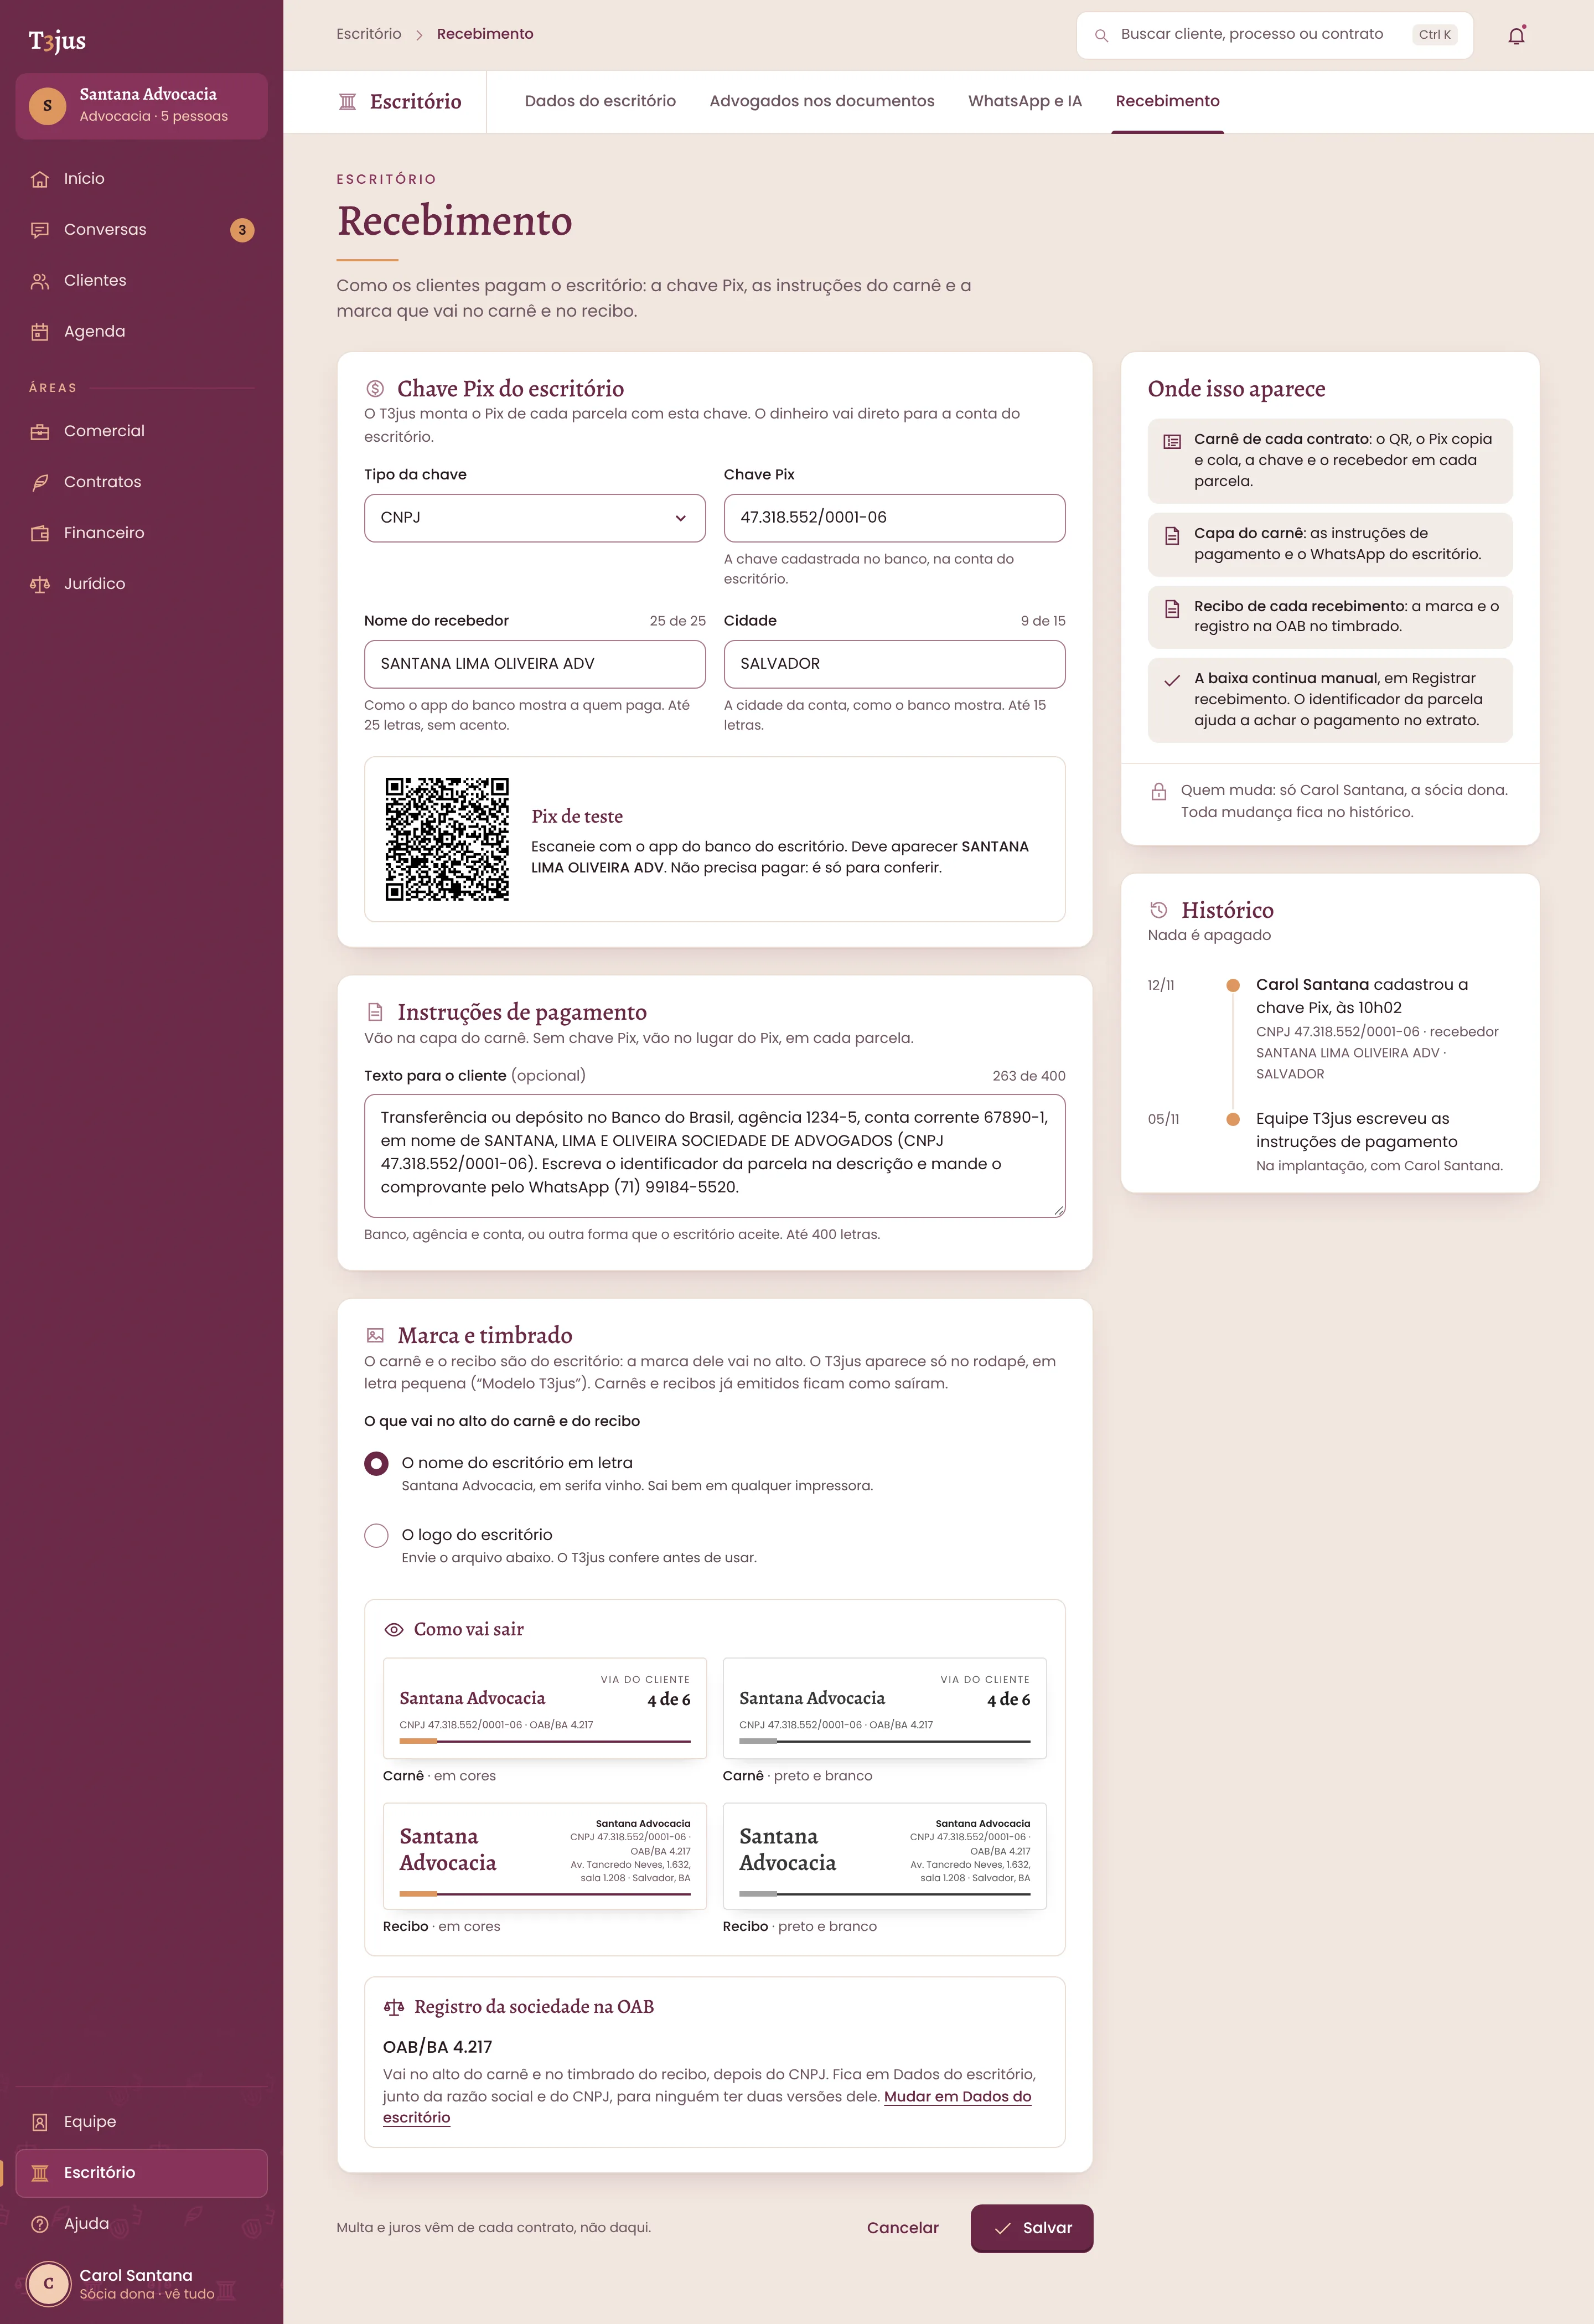 T3jus
S
Santana Advocacia
Advocacia · 5 pessoas
Início
Conversas
3
Clientes
Agenda
ÁREAS
Comercial
Contratos
Financeiro
Jurídico
Equipe
Escritório
Ajuda
C
Carol Santana
Sócia dona · vê tudo
Escritório
Recebimento
Buscar cliente, processo ou contrato
Ctrl K
Escritório
Dados do escritório
Advogados nos documentos
WhatsApp e IA
Recebimento
ESCRITÓRIO
Recebimento
Como os clientes pagam o escritório: a chave Pix, as instruções do carnê e a
marca que vai no carnê e no recibo.
Chave Pix do escritório
O T3jus monta o Pix de cada parcela com esta chave. O dinheiro vai direto para a conta do
escritório.
Tipo da chave
CNPJ
Chave Pix
47.318.552/0001-06
A chave cadastrada no banco, na conta do
escritório.
Nome do recebedor
25 de 25
SANTANA LIMA OLIVEIRA ADV
Como o app do banco mostra a quem paga. Até
25 letras, sem acento.
Cidade
9 de 15
SALVADOR
A cidade da conta, como o banco mostra. Até 15
letras.
Pix de teste
Escaneie com o app do banco do escritório. Deve aparecer SANTANA
LIMA OLIVEIRA ADV. Não precisa pagar: é só para conferir.
Instruções de pagamento
Vão na capa do carnê. Sem chave Pix, vão no lugar do Pix, em cada parcela.
Texto para o cliente (opcional)
263 de 400
Transferência ou depósito no Banco do Brasil, agência 1234-5, conta corrente 67890-1,
em nome de SANTANA, LIMA E OLIVEIRA SOCIEDADE DE ADVOGADOS (CNPJ
47.318.552/0001-06). Escreva o identificador da parcela na descrição e mande o
comprovante pelo WhatsApp (71) 99184-5520.
Banco, agência e conta, ou outra forma que o escritório aceite. Até 400 letras.
Marca e timbrado
O carnê e o recibo são do escritório: a marca dele vai no alto. O T3jus aparece só no rodapé, em
letra pequena (“Modelo T3jus”). Carnês e recibos já emitidos ficam como saíram.
O que vai no alto do carnê e do recibo
O nome do escritório em letra
Santana Advocacia, em serifa vinho. Sai bem em qualquer impressora.
O logo do escritório
Envie o arquivo abaixo. O T3jus confere antes de usar.
Como vai sair
VIA DO CLIENTE
Santana Advocacia
4 de 6
CNPJ 47.318.552/0001-06 · OAB/BA 4.217
Carnê · em cores
VIA DO CLIENTE
Santana Advocacia
4 de 6
CNPJ 47.318.552/0001-06 · OAB/BA 4.217
Carnê · preto e branco
Santana
Advocacia
Santana Advocacia
CNPJ 47.318.552/0001-06 ·
OAB/BA 4.217
Av. Tancredo Neves, 1.632,
sala 1.208 · Salvador, BA
Recibo · em cores
Santana
Advocacia
Santana Advocacia
CNPJ 47.318.552/0001-06 ·
OAB/BA 4.217
Av. Tancredo Neves, 1.632,
sala 1.208 · Salvador, BA
Recibo · preto e branco
Registro da sociedade na OAB
OAB/BA 4.217
Vai no alto do carnê e no timbrado do recibo, depois do CNPJ. Fica em Dados do escritório,
junto da razão social e do CNPJ, para ninguém ter duas versões dele. Mudar em Dados do
escritório
Multa e juros vêm de cada contrato, não daqui.
Cancelar
Salvar
Onde isso aparece
Carnê de cada contrato: o QR, o Pix copia
e cola, a chave e o recebedor em cada
parcela.
Capa do carnê: as instruções de
pagamento e o WhatsApp do escritório.
Recibo de cada recebimento: a marca e o
registro na OAB no timbrado.
A baixa continua manual, em Registrar
recebimento. O identificador da parcela
ajuda a achar o pagamento no extrato.
Quem muda: só Carol Santana, a sócia dona.
Toda mudança fica no histórico.
Histórico
Nada é apagado
12/11
Carol Santana cadastrou a
chave Pix, às 10h02
CNPJ 47.318.552/0001-06 · recebedor
SANTANA LIMA OLIVEIRA ADV ·
SALVADOR
05/11
Equipe T3jus escreveu as
instruções de pagamento
Na implantação, com Carol Santana.